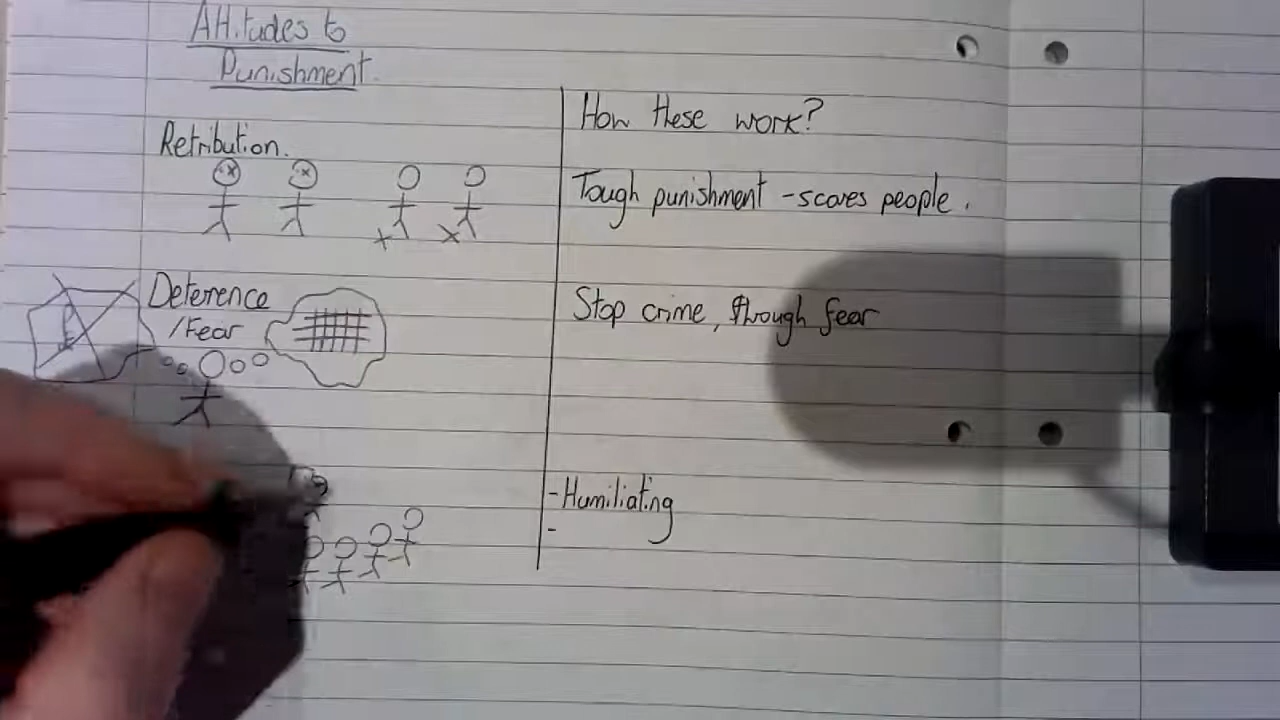 Attitudes to
Punishment.
How these work?
Retribution.
Tough punishment - scares people.
Deterence
/Fear
Stop crime, through fear
- Humiliating
-